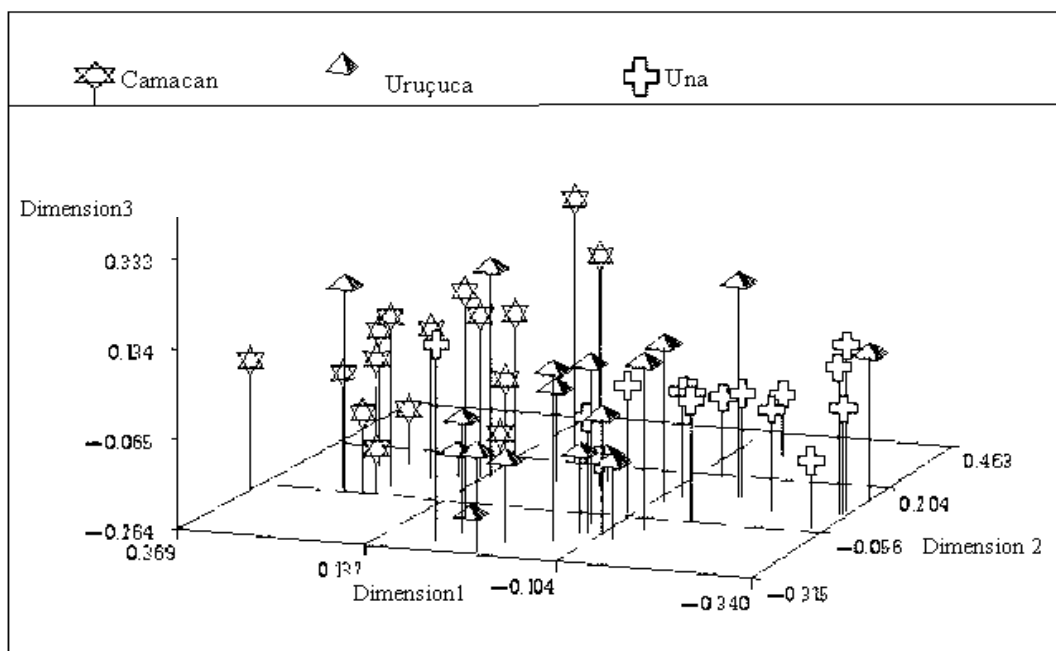 Camacan
Uruçuca
Una
Dimension3
0.333
0.134
−0.065
−0.264
0.369
0.137
−0.104
−0.340
−0.315
−0.056
0.204
0.463
Dimension1
Dimension 2